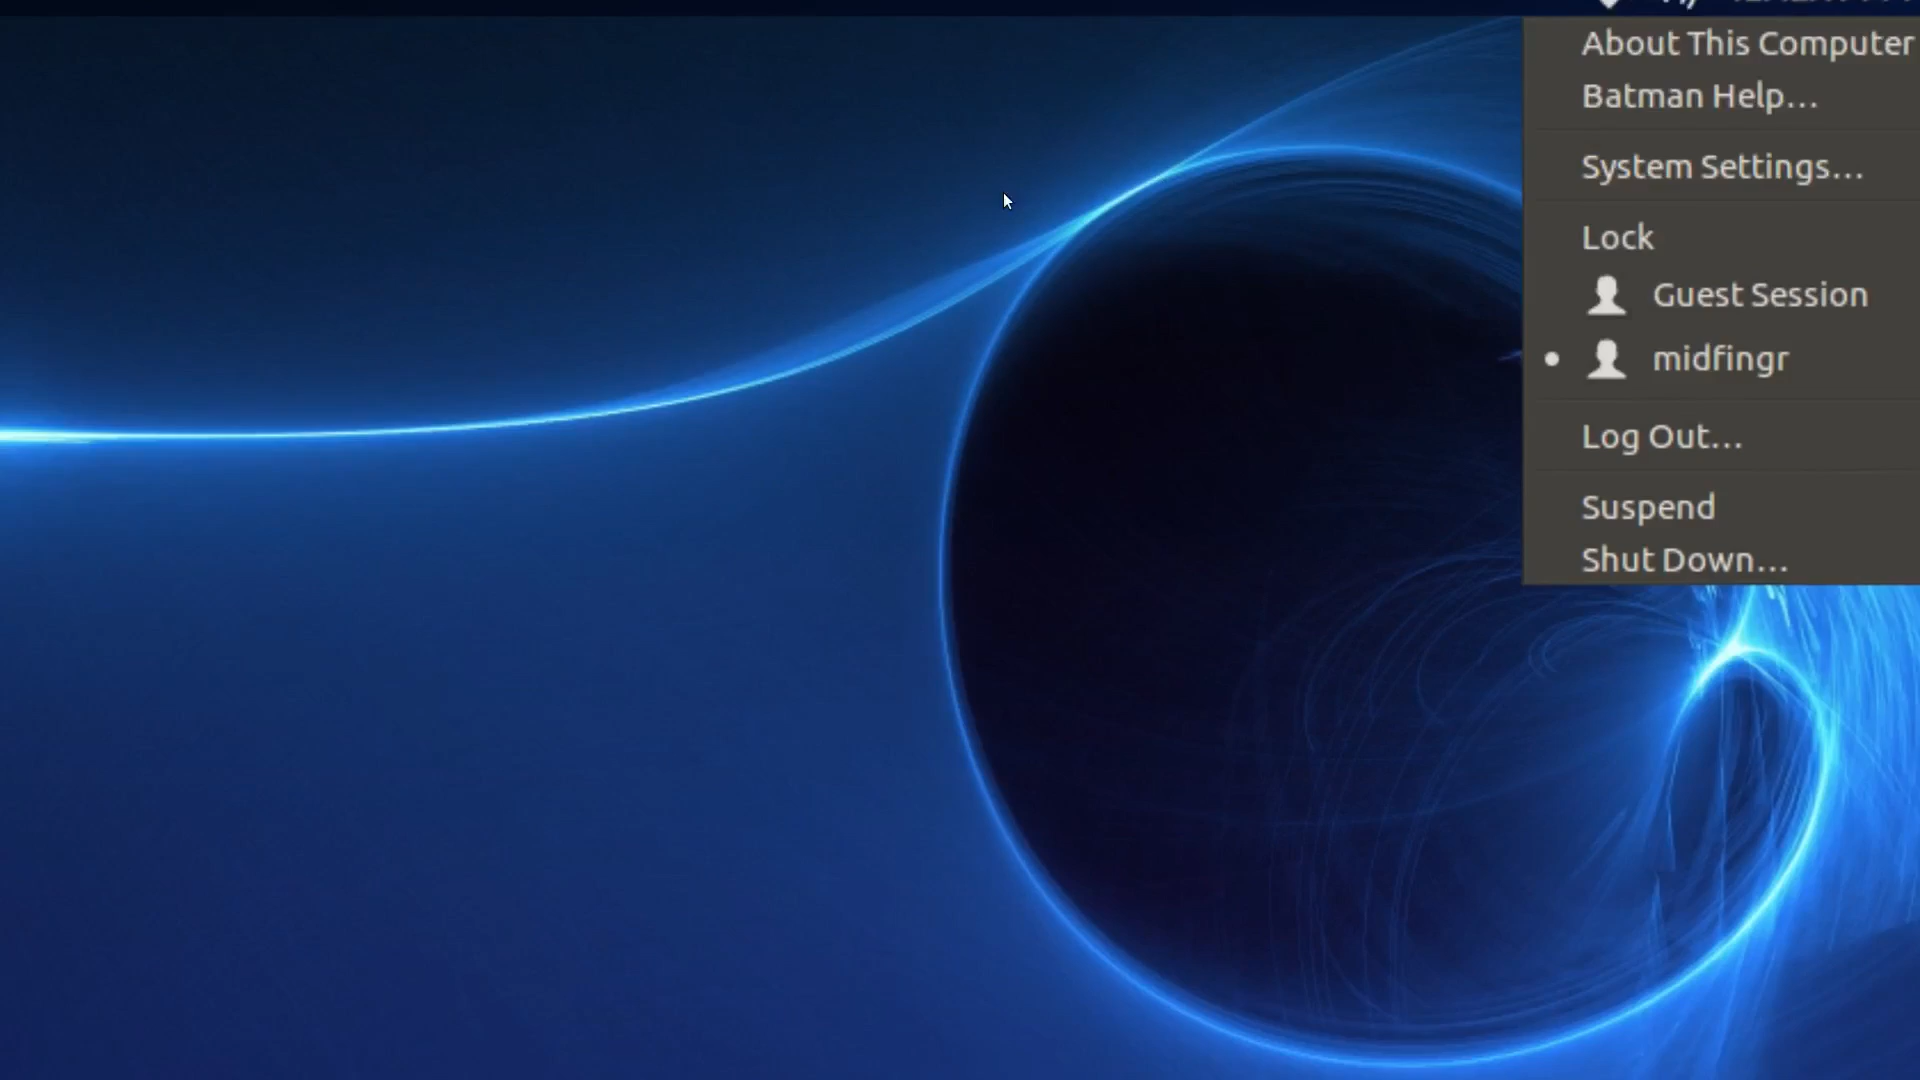 About This Computer
Batman Help...
System Settings...
Lock
Guest Session
midfingr
Log Out...
Suspend
Shut Down...